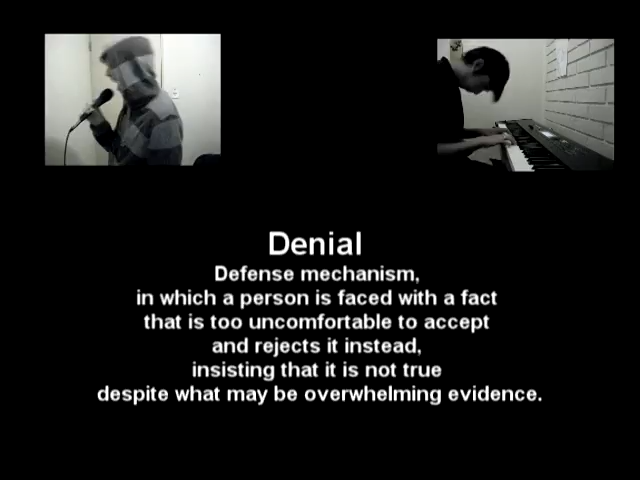 Denial
Defense mechanism,
in which a person is faced with a fact
that is too uncomfortable to accept
and rejects it instead,
insisting that it is not true
despite what may be overwhelming evidence.